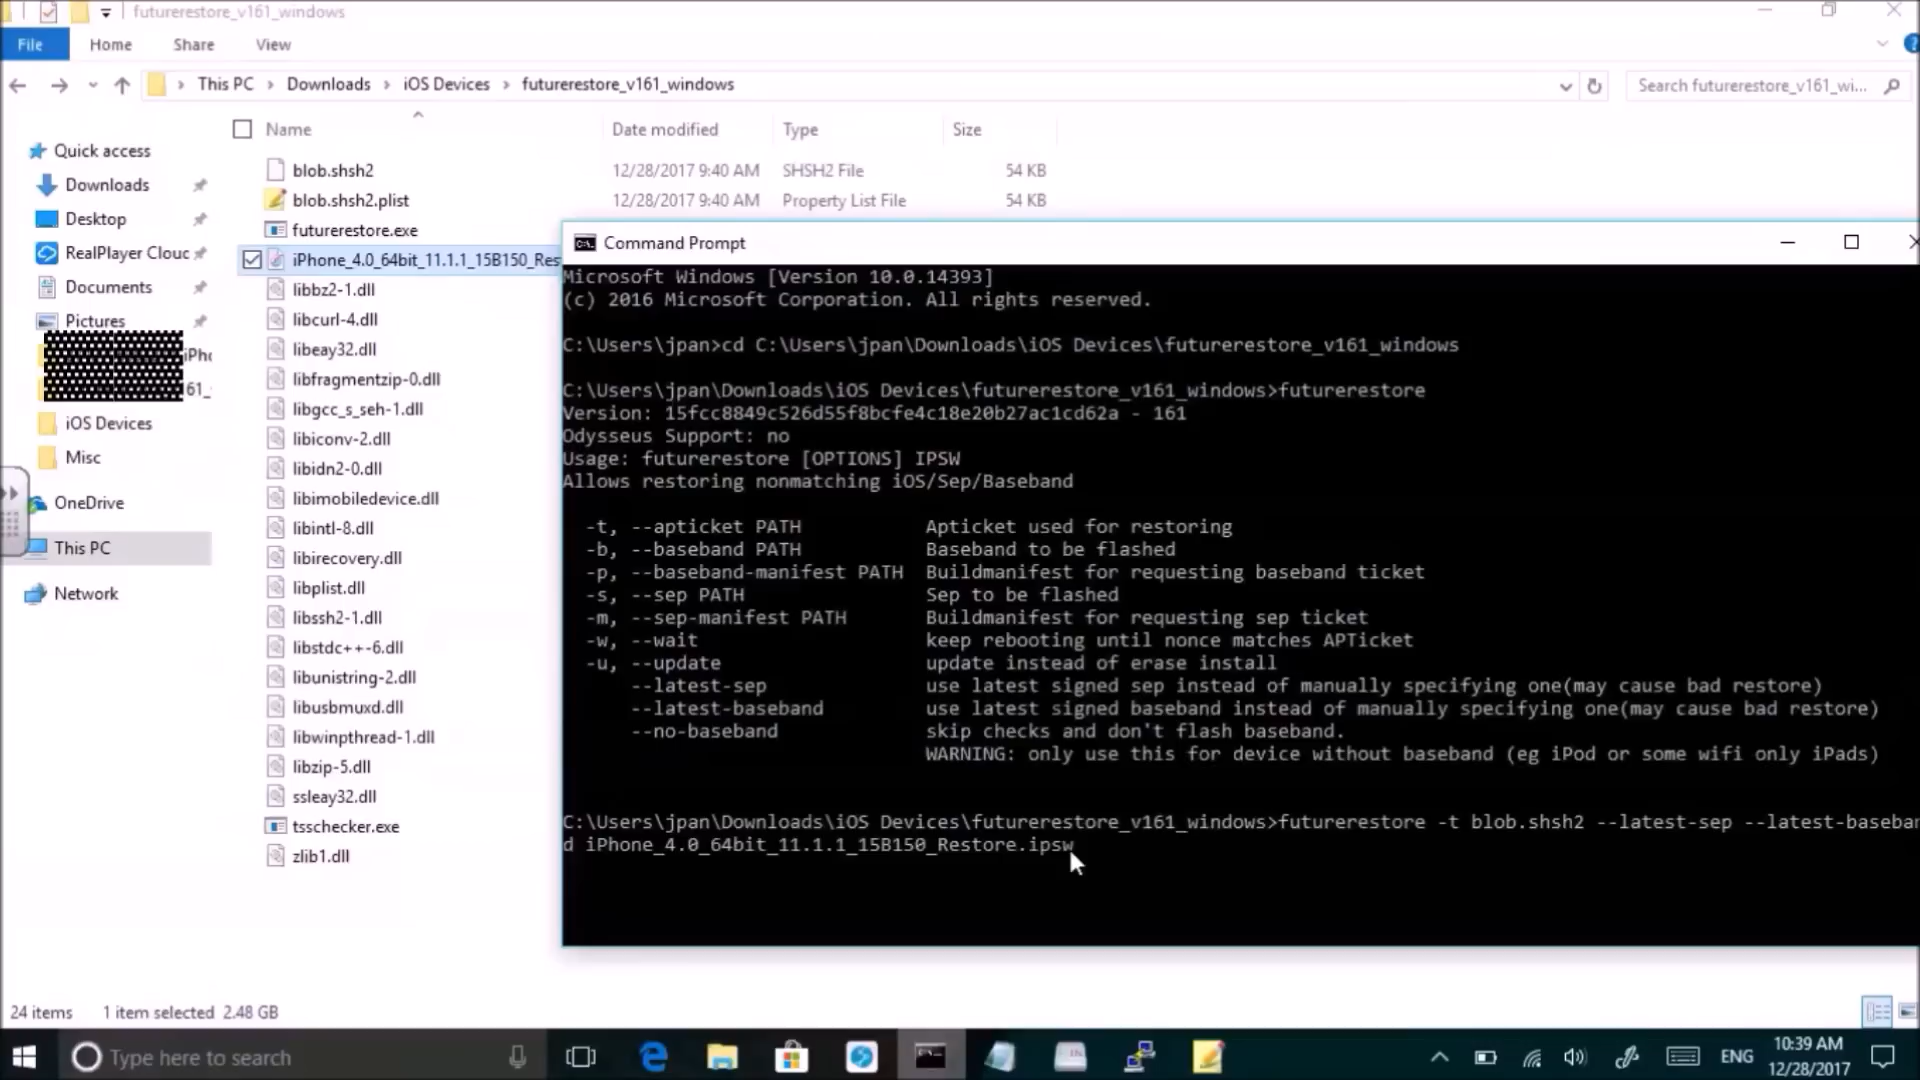 futurerestore_v161_windows
File Home Share View
This PC Downloads iOS Devices futurerestore_v161_windows Search futurerestore_v161_wi...
Name Date modified Type Size
Quick access
Downloads
Desktop
RealPlayer Clouc
Documents
Pictures
iPho
61_
iOS Devices
Misc
OneDrive
This PC
Network
blob.shsh2 12/28/2017 9:40 AM SHSH2 File 54 KB
blob.shsh2.plist 12/28/2017 9:40 AM Property List File 54 KB
futurerestore.exe
iPhone_4.0_64bit_11.1.1_15B150_Res
libbz2-1.dll
libcurl-4.dll
libeay32.dll
libfragmentzip-0.dll
libgcc_s_seh-1.dll
libiconv-2.dll
libidn2-0.dll
libimobiledevice.dll
libintl-8.dll
libirecovery.dll
libplist.dll
libssh2-1.dll
libstdc++-6.dll
libunistring-2.dll
libusbmuxd.dll
libwinpthread-1.dll
libzip-5.dll
ssleay32.dll
tsschecker.exe
zlib1.dll
Command Prompt
Microsoft Windows [Version 10.0.14393]
(c) 2016 Microsoft Corporation. All rights reserved.
C:\Users\jpan>cd C:\Users\jpan\Downloads\iOS Devices\futurerestore_v161_windows
C:\Users\jpan\Downloads\iOS Devices\futurerestore_v161_windows>futurerestore
Version: 15fcc8849c526d55f8bcfe4c18e20b27ac1cd62a - 161
Odysseus Support: no
Usage: futurerestore [OPTIONS] IPSW
Allows restoring nonmatching iOS/Sep/Baseband
-t, --apticket PATH Apticket used for restoring
-b, --baseband PATH Baseband to be flashed
-p, --baseband-manifest PATH Buildmanifest for requesting baseband ticket
-s, --sep PATH Sep to be flashed
-m, --sep-manifest PATH Buildmanifest for requesting sep ticket
-w, --wait keep rebooting until nonce matches APTicket
-u, --update update instead of erase install
--latest-sep use latest signed sep instead of manually specifying one(may cause bad restore)
--latest-baseband use latest signed baseband instead of manually specifying one(may cause bad restore)
--no-baseband skip checks and don't flash baseband.
WARNING: only use this for device without baseband (eg iPod or some wifi only iPads)
C:\Users\jpan\Downloads\iOS Devices\futurerestore_v161_windows>futurerestore -t blob.shsh2 --latest-sep --latest-baseban
d iPhone_4.0_64bit_11.1.1_15B150_Restore.ipsw
24 items 1 item selected 2.48 GB
Type here to search
ENG
10:39 AM
12/28/2017